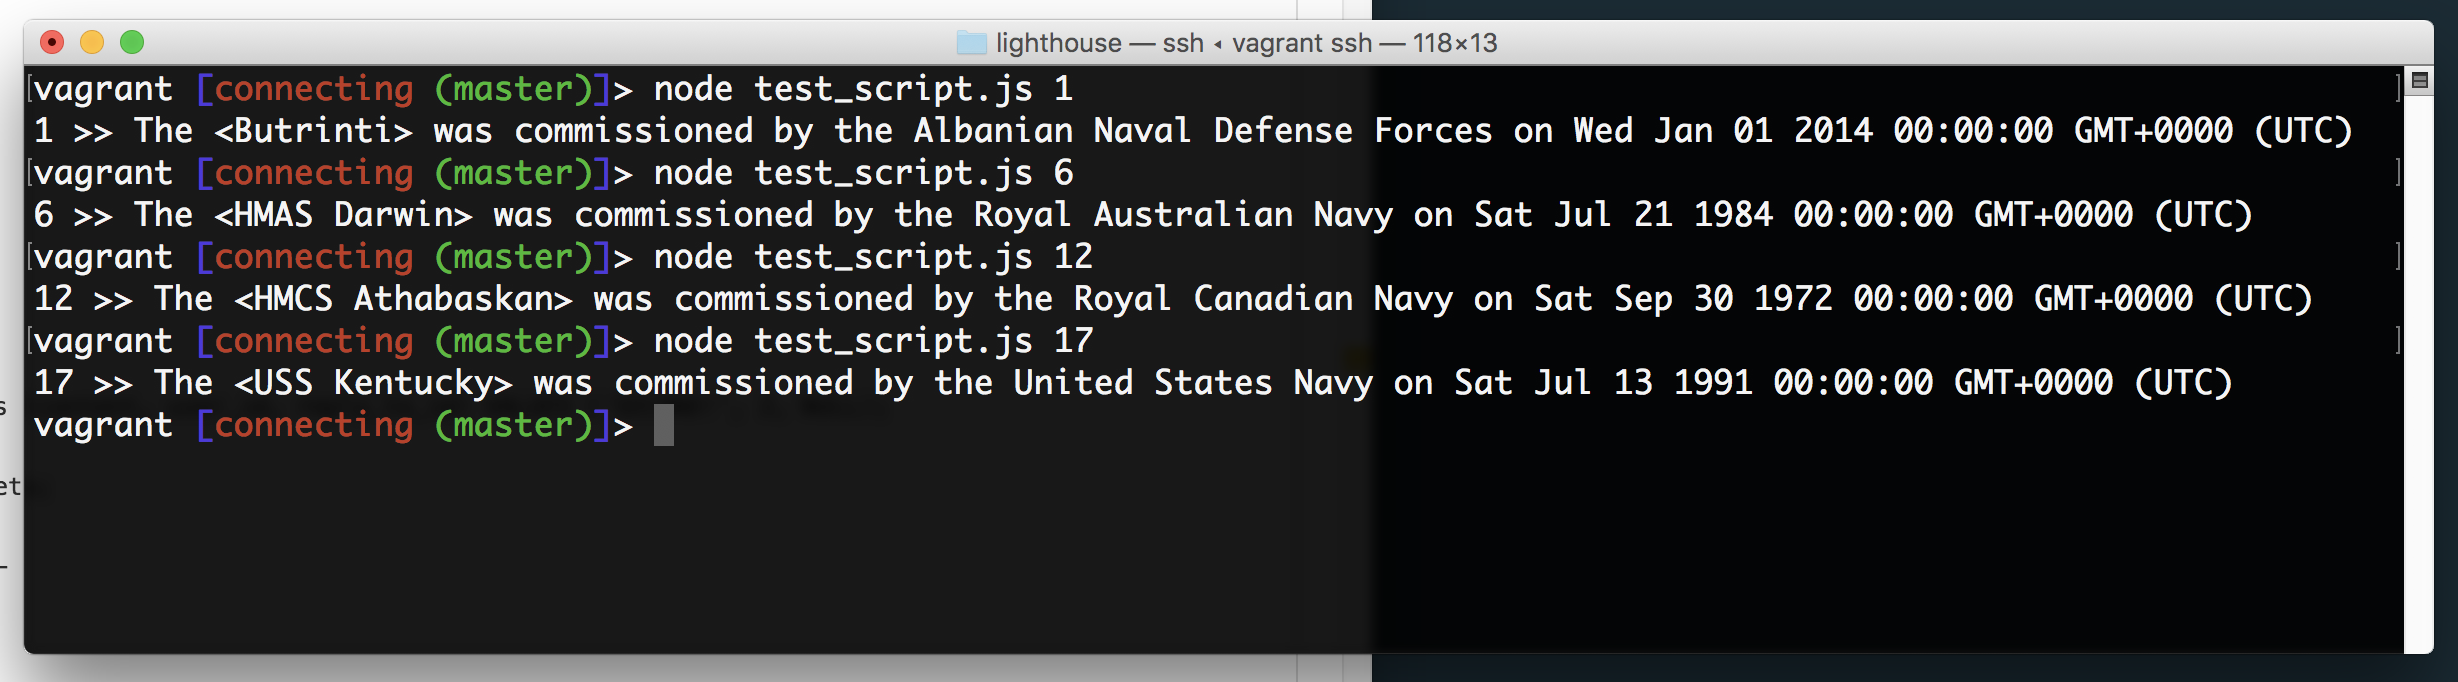 lighthouse — ssh ◂ vagrant ssh — 118×13
[vagrant [connecting (master)]> node test_script.js 1 ]
1 >> The <Butrinti> was commissioned by the Albanian Naval Defense Forces on Wed Jan 01 2014 00:00:00 GMT+0000 (UTC)
[vagrant [connecting (master)]> node test_script.js 6 ]
6 >> The <HMAS Darwin> was commissioned by the Royal Australian Navy on Sat Jul 21 1984 00:00:00 GMT+0000 (UTC)
[vagrant [connecting (master)]> node test_script.js 12 ]
12 >> The <HMCS Athabaskan> was commissioned by the Royal Canadian Navy on Sat Sep 30 1972 00:00:00 GMT+0000 (UTC)
[vagrant [connecting (master)]> node test_script.js 17 ]
17 >> The <USS Kentucky> was commissioned by the United States Navy on Sat Jul 13 1991 00:00:00 GMT+0000 (UTC)
vagrant [connecting (master)]>